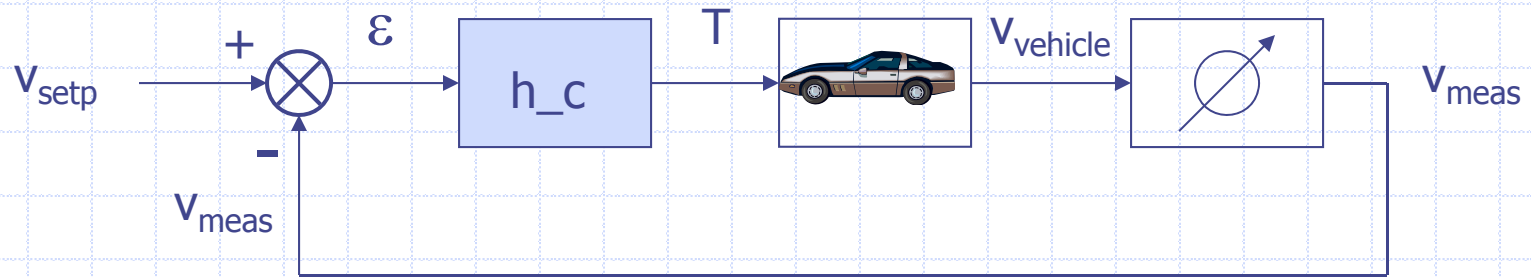 v_setp
+
ε
h_c
T
v_vehicle
v_meas
-
v_meas